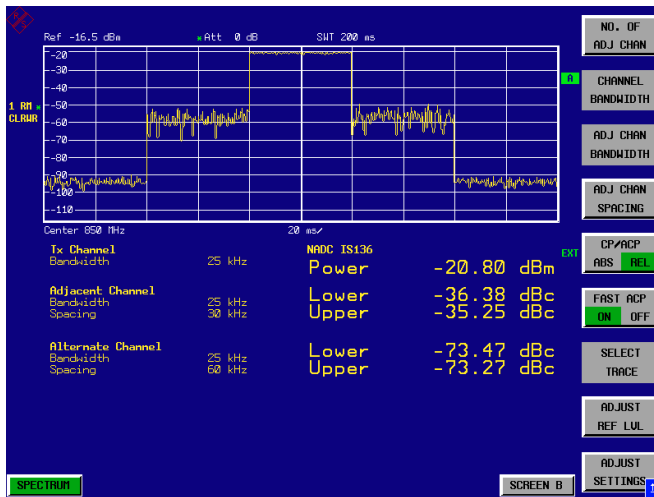 Ref -16.5 dBm
Att 0 dB
SWT 200 ms
-20
-30
-40
-50
-60
-70
-80
-90
-100
-110
1 RM
CLRWR
A
Center 850 MHz
20 ms/
Tx Channel
Bandwidth 25 kHz
NADC IS136
Power -20.80 dBm
EXT
Adjacent Channel
Bandwidth 25 kHz
Spacing 30 kHz
Lower -36.38 dBc
Upper -35.25 dBc
Alternate Channel
Bandwidth 25 kHz
Spacing 60 kHz
Lower -73.47 dBc
Upper -73.27 dBc
SPECTRUM
SCREEN B
NO. OF
ADJ CHAN
CHANNEL
BANDWIDTH
ADJ CHAN
BANDWIDTH
ADJ CHAN
SPACING
CP/ACP
ABS REL
FAST ACP
ON OFF
SELECT
TRACE
ADJUST
REF LVL
ADJUST
SETTINGS